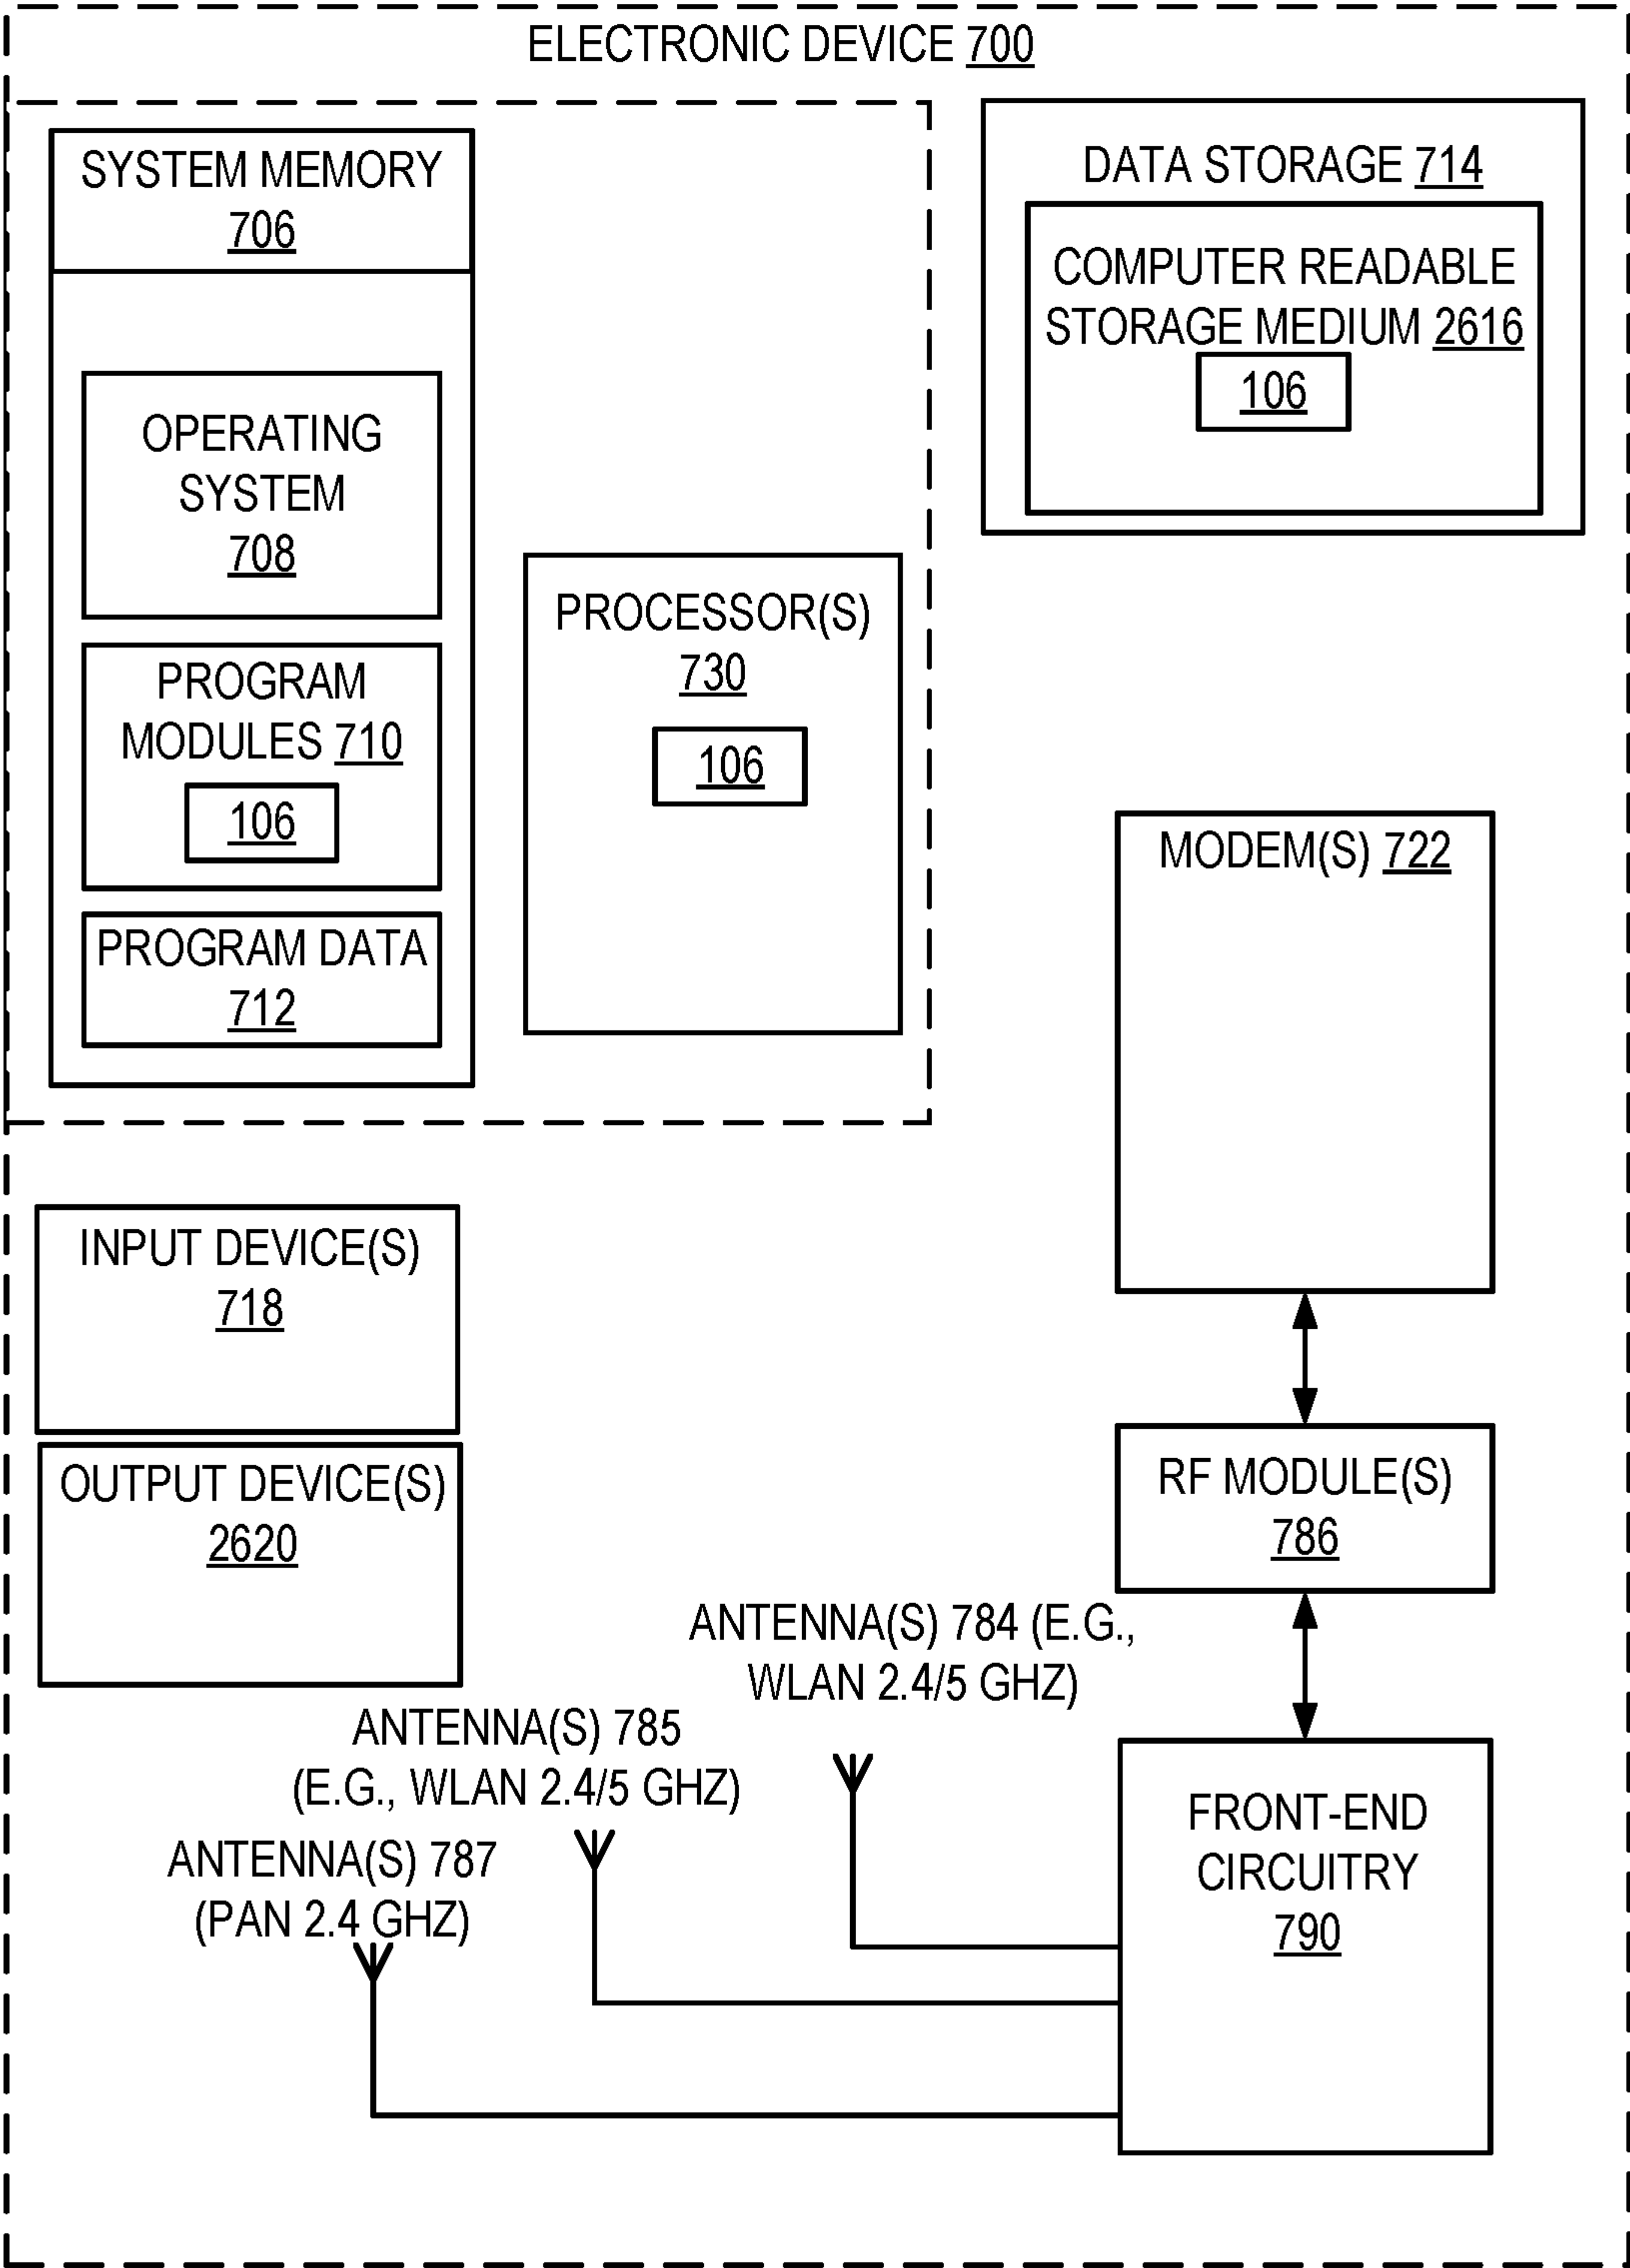 ELECTRONIC DEVICE 700
SYSTEM MEMORY
706
OPERATING
SYSTEM
708
PROGRAM
MODULES 710
106
PROGRAM DATA
712
PROCESSOR(S)
730
106
DATA STORAGE 714
COMPUTER READABLE
STORAGE MEDIUM 2616
106
MODEM(S) 722
INPUT DEVICE(S)
718
OUTPUT DEVICE(S)
2620
RF MODULE(S)
786
ANTENNA(S) 784 (E.G.,
WLAN 2.4/5 GHZ)
ANTENNA(S) 785
(E.G., WLAN 2.4/5 GHZ)
ANTENNA(S) 787
(PAN 2.4 GHZ)
FRONT-END
CIRCUITRY
790